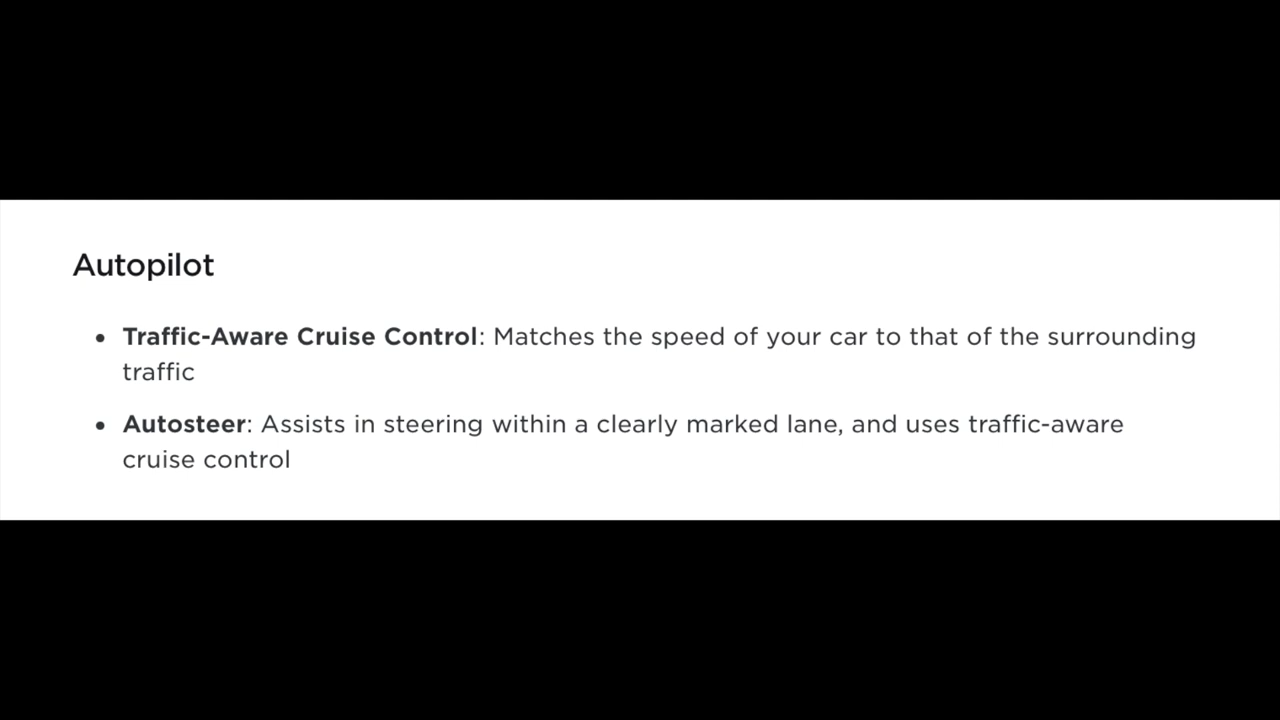 Autopilot
• Traffic-Aware Cruise Control: Matches the speed of your car to that of the surrounding
traffic
• Autosteer: Assists in steering within a clearly marked lane, and uses traffic-aware
cruise control